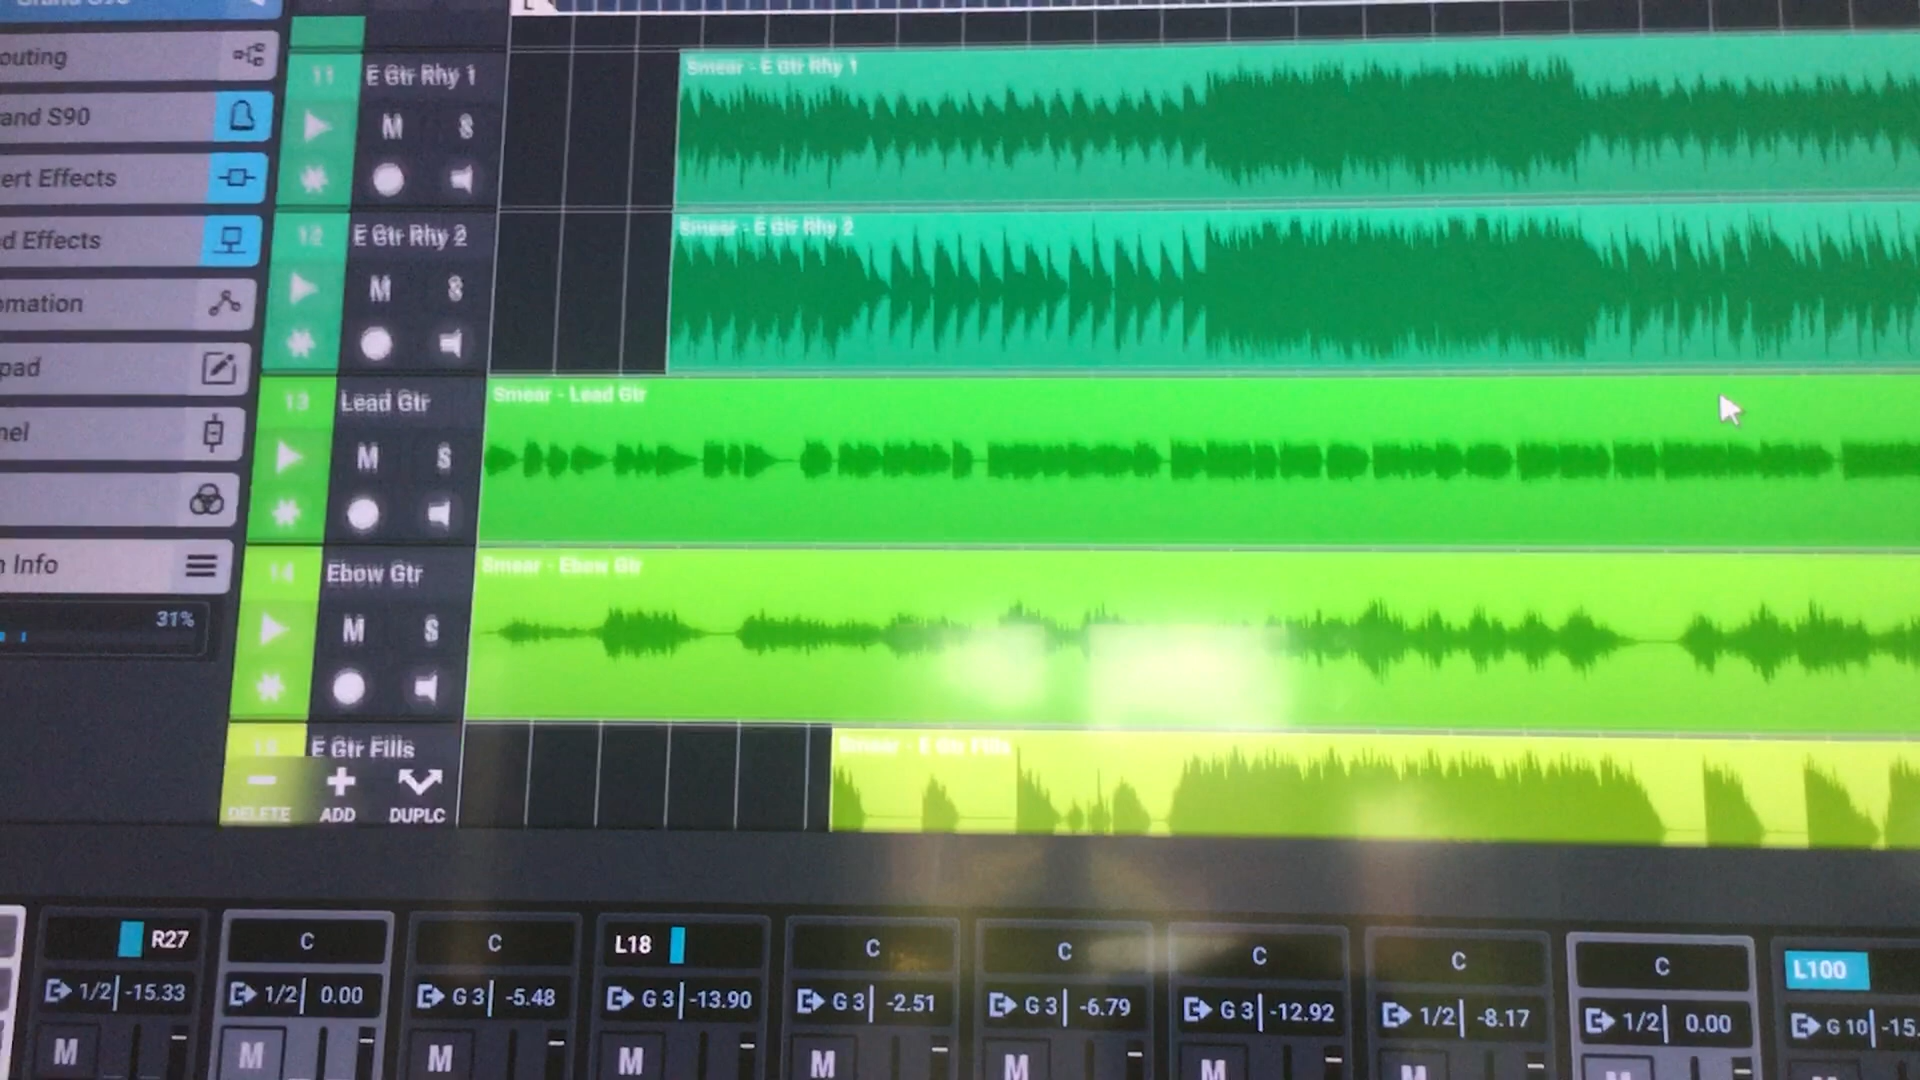 Grand S90
outing
and S90
ert Effects
d Effects
omation
pad
nel
n Info
31%
11
E Gtr Rhy 1
M
S
Smear - E Gtr Rhy 1
12
E Gtr Rhy 2
M
S
Smear - E Gtr Rhy 2
13
Lead Gtr
M
S
Smear - Lead Gtr
14
Ebow Gtr
M
S
Smear - Ebow Gtr
15
E Gtr Fills
Smear - E Gtr Fills
DELETE
ADD
DUPLC
R27
C
C
L18
C
C
C
C
C
L100
1/2 -15.33
1/2 0.00
G 3 -5.48
G 3 -13.90
G 3 -2.51
G 3 -6.79
G 3 -12.92
1/2 -8.17
1/2 0.00
G 10 -15.
M
M
M
M
M
M
M
M
M